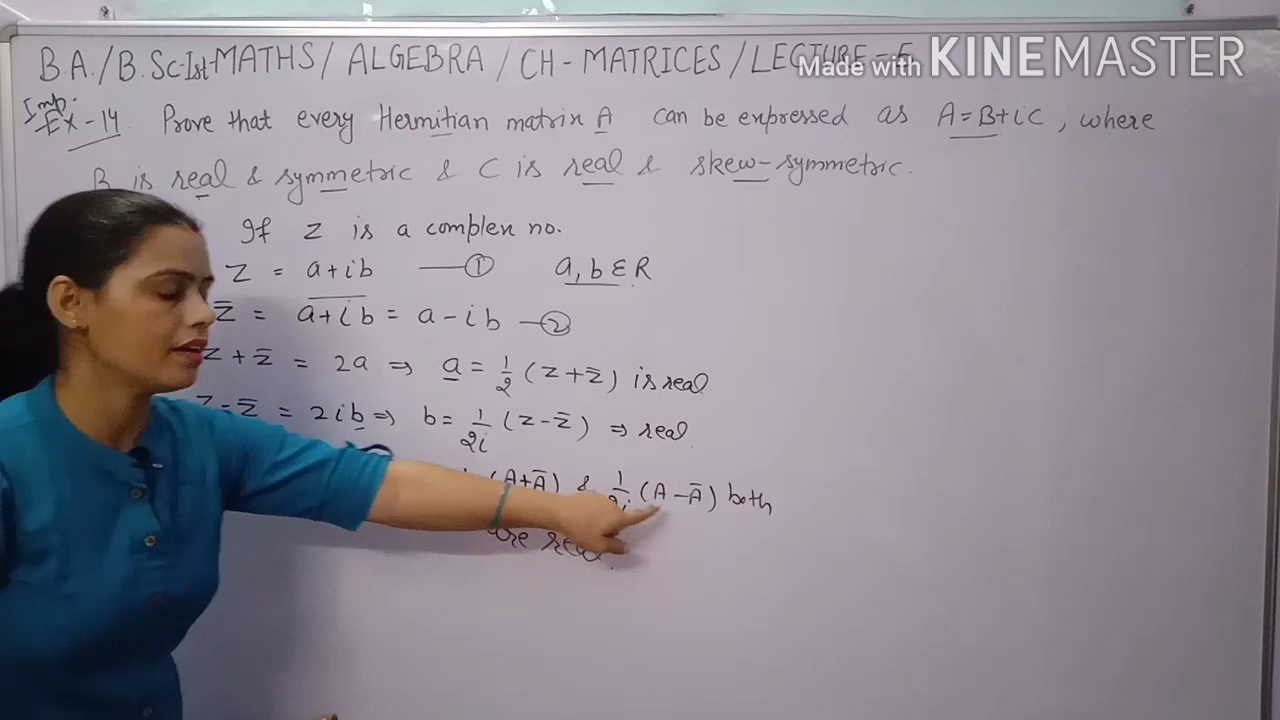 B.A./B.Sc-Ist MATHS/ ALGEBRA / CH - MATRICES / LECTURE - 5
Made with KINEMASTER
Imp.
Ex - 14 Prove that every Hermitian matrix A can be expressed as A = B+iC, where
B is real & symmetric & C is real & skew-symmetric.
If z is a complex no.
z = a+ib —① a, b ∈ R
z̄ = \overline{a+ib} = a - ib —②
z + z̄ = 2a ⇒ a = 1/2 (z + z̄) is real
z - z̄ = 2ib ⇒ b = 1/2i (z - z̄) ⇒ real
(A+Ā) & 1/2i (A - Ā) both
are real.